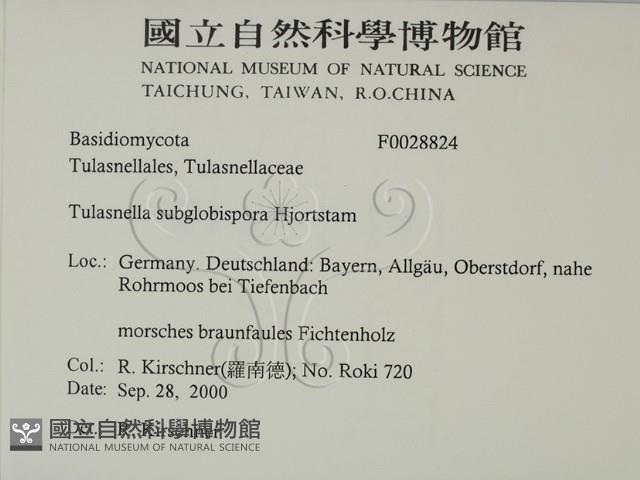 國立自然科學博物館
NATIONAL MUSEUM OF NATURAL SCIENCE
TAICHUNG, TAIWAN, R.O.CHINA
Basidiomycota F0028824
Tulasnellales, Tulasnellaceae
Tulasnella subglobispora Hjortstam
Loc.: Germany. Deutschland: Bayern, Allgäu, Oberstdorf, nahe
Rohrmoos bei Tiefenbach
morsches braunfaules Fichtenholz
Col.: R. Kirschner(羅南德); No. Roki 720
Date: Sep. 28, 2000
Det. R. Kirschner
國立自然科學博物館
NATIONAL MUSEUM OF NATURAL SCIENCE